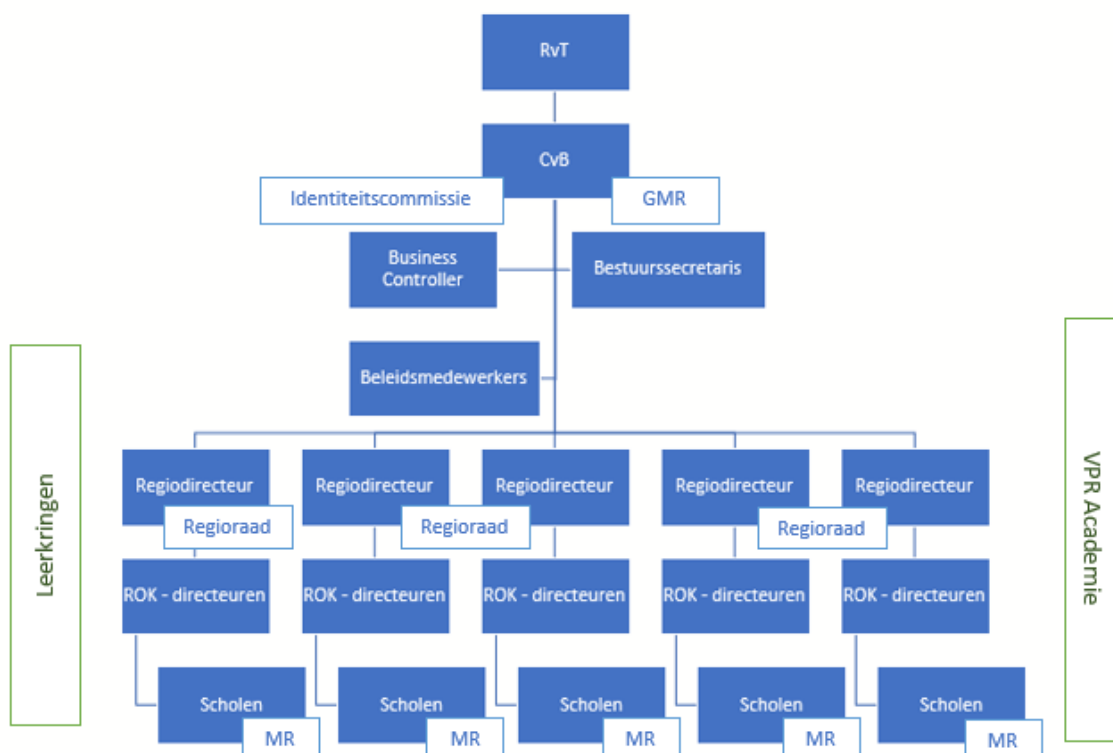 RvT
CvB
Identiteitscommissie
GMR
Business
Controller
Bestuurssecretaris
Beleidsmedewerkers
Leerkringen
VPR Academie
Regiodirecteur
Regiodirecteur
Regiodirecteur
Regiodirecteur
Regiodirecteur
Regioraad
Regioraad
Regioraad
ROK - directeuren
ROK - directeuren
ROK - directeuren
ROK - directeuren
ROK - directeuren
Scholen
Scholen
Scholen
Scholen
Scholen
MR
MR
MR
MR
MR